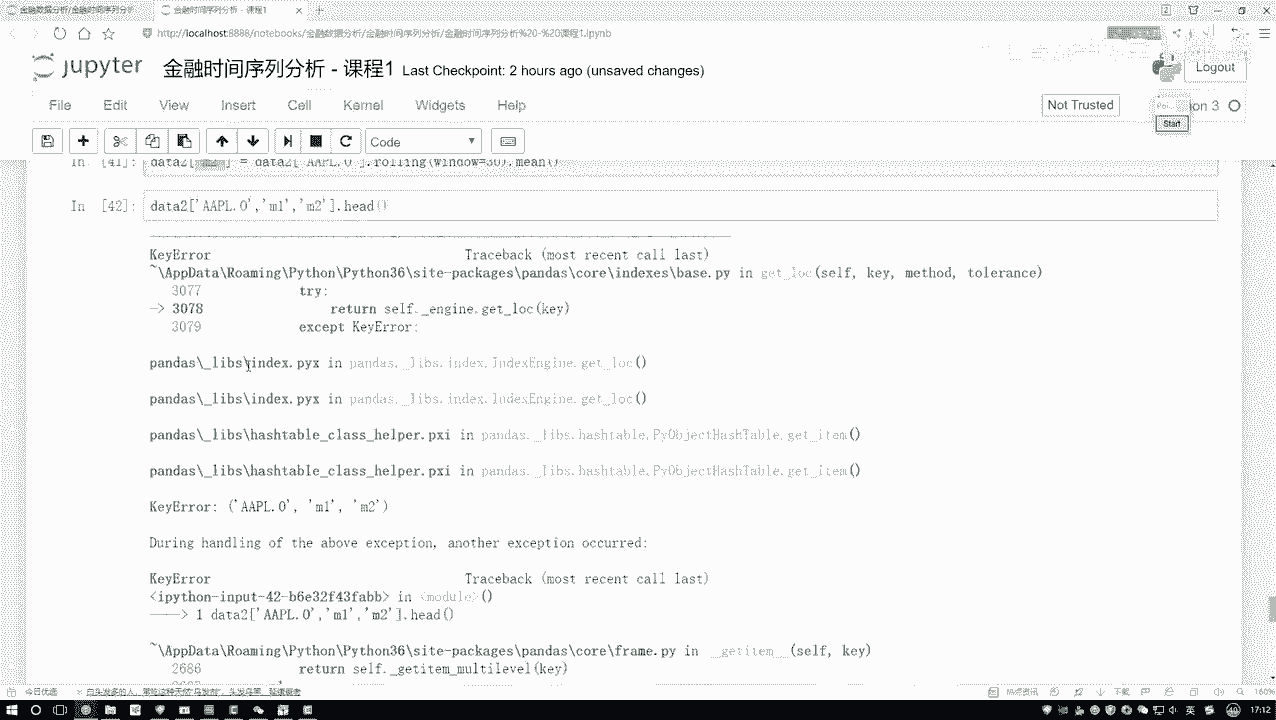 金融数据分析/金融时间序列分析
金融时间序列分析 - 课程1
http://localhost:8888/notebooks/金融数据分析/金融时间序列分析/金融时间序列分析%20-%20课程1.ipynb
jupyter 金融时间序列分析 - 课程1 Last Checkpoint: 2 hours ago (unsaved changes)
Logout
File Edit View Insert Cell Kernel Widgets Help
Not Trusted
on 3
Start
Code
In [41]: = data2['AAPL.O'].rolling(window=30).mean()
In [42]: data2['AAPL.O','m1','m2'].head()
KeyError Traceback (most recent call last)
~\AppData\Roaming\Python\Python36\site-packages\pandas\core\indexes\base.py in get_loc(self, key, method, tolerance)
3077 try:
-> 3078 return self._engine.get_loc(key)
3079 except KeyError:
pandas\_libs\index.pyx in pandas._libs.index.IndexEngine.get_loc()
pandas\_libs\index.pyx in pandas._libs.index.IndexEngine.get_loc()
pandas\_libs\hashtable_class_helper.pxi in pandas._libs.hashtable.PyObjectHashTable.get_item()
pandas\_libs\hashtable_class_helper.pxi in pandas._libs.hashtable.PyObjectHashTable.get_item()
KeyError: ('AAPL.O', 'm1', 'm2')
During handling of the above exception, another exception occurred:
KeyError Traceback (most recent call last)
<ipython-input-42-b6e32f43fabb> in <module>()
----> 1 data2['AAPL.O','m1','m2'].head()
~\AppData\Roaming\Python\Python36\site-packages\pandas\core\frame.py in __getitem__(self, key)
2686 return self._getitem_multilevel(key)
今日优选
热点资讯
下载
160%
英
17:12